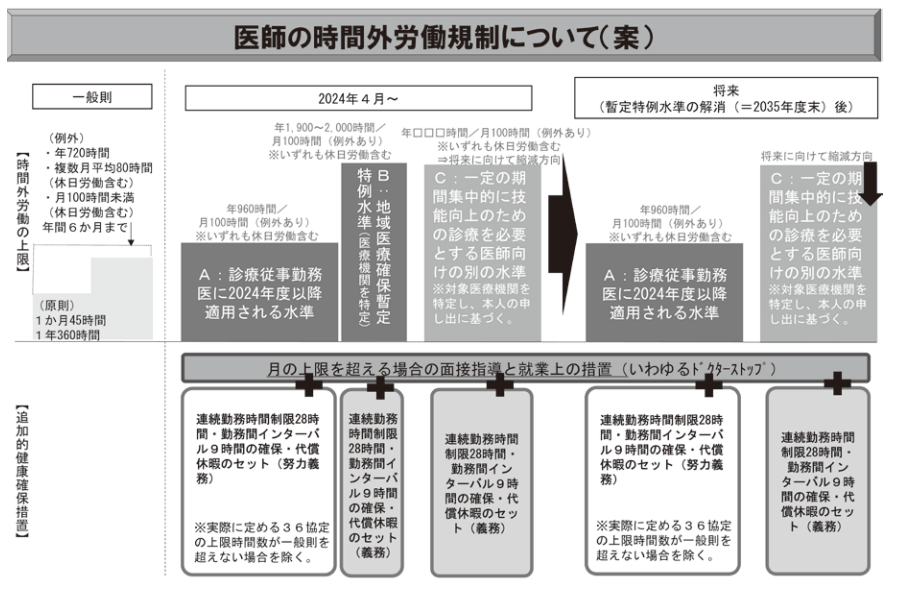 医師の時間外労働規制について(案)
一般則
2024年4月～
将来
(暫定特例水準の解消(＝2035年度末)後)
【時間外労働の上限】
(例外)
・年720時間
・複数月平均80時間
(休日労働含む)
・月100時間未満
(休日労働含む)
年間6か月まで
(原則)
1か月45時間
1年360時間
年960時間／
月100時間(例外あり)
※いずれも休日労働含む
A：診療従事勤務
医に2024年度以降
適用される水準
年1,900～2,000時間／
月100時間(例外あり)
※いずれも休日労働含む
B：地域医療確保暫定
特例水準(医療機関を特定)
年□□□時間／月100時間(例外あり)
※いずれも休日労働含む
⇒将来に向けて縮減方向
C：一定の期
間集中的に技
能向上のため
の診療を必要
とする医師向
けの別の水準
※対象医療機関を
特定し、本人の申
し出に基づく。
年960時間／
月100時間(例外あり)
※いずれも休日労働含む
A：診療従事勤務
医に2024年度以降
適用される水準
将来に向けて縮減方向
C：一定の期
間集中的に技
能向上のため
の診療を必要
とする医師向
けの別の水準
※対象医療機関を
特定し、本人の申
し出に基づく。
【追加的健康確保措置】
月の上限を超える場合の面接指導と就業上の措置(いわゆるﾄﾞｸﾀｰｽﾄｯﾌﾟ)
連続勤務時間制限28時
間・勤務間インターバ
ル9時間の確保・代償
休暇のセット(努力義
務)
※実際に定める36協定
の上限時間数が一般則を
超えない場合を除く。
連続勤務
時間制限
28時間・
勤務間イ
ンターバ
ル9時間
の確保・
代償休暇
のセット
(義務)
連続勤務時間
制限28時間・
勤務間イン
ターバル9時
間の確保・代
償休暇のセッ
ト(義務)
連続勤務時間制限28時
間・勤務間インターバ
ル9時間の確保・代償
休暇のセット(努力義
務)
※実際に定める36協定
の上限時間数が一般則を
超えない場合を除く。
連続勤務時間
制限28時間・
勤務間イン
ターバル9時
間の確保・代
償休暇のセッ
ト(義務)